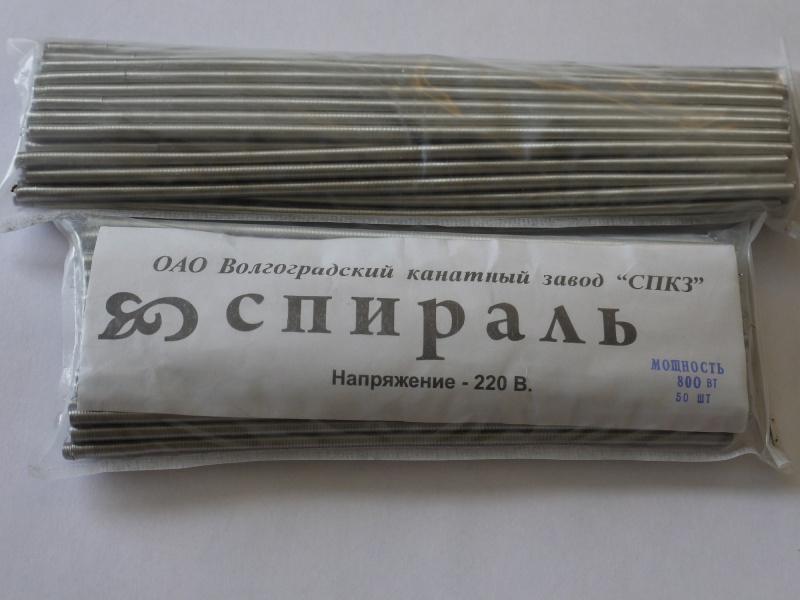 ОАО Волгоградский канатный завод “СПКЗ”
спираль
Напряжение - 220 В.
МОЩНОСТЬ
800 ВТ
50 ШТ